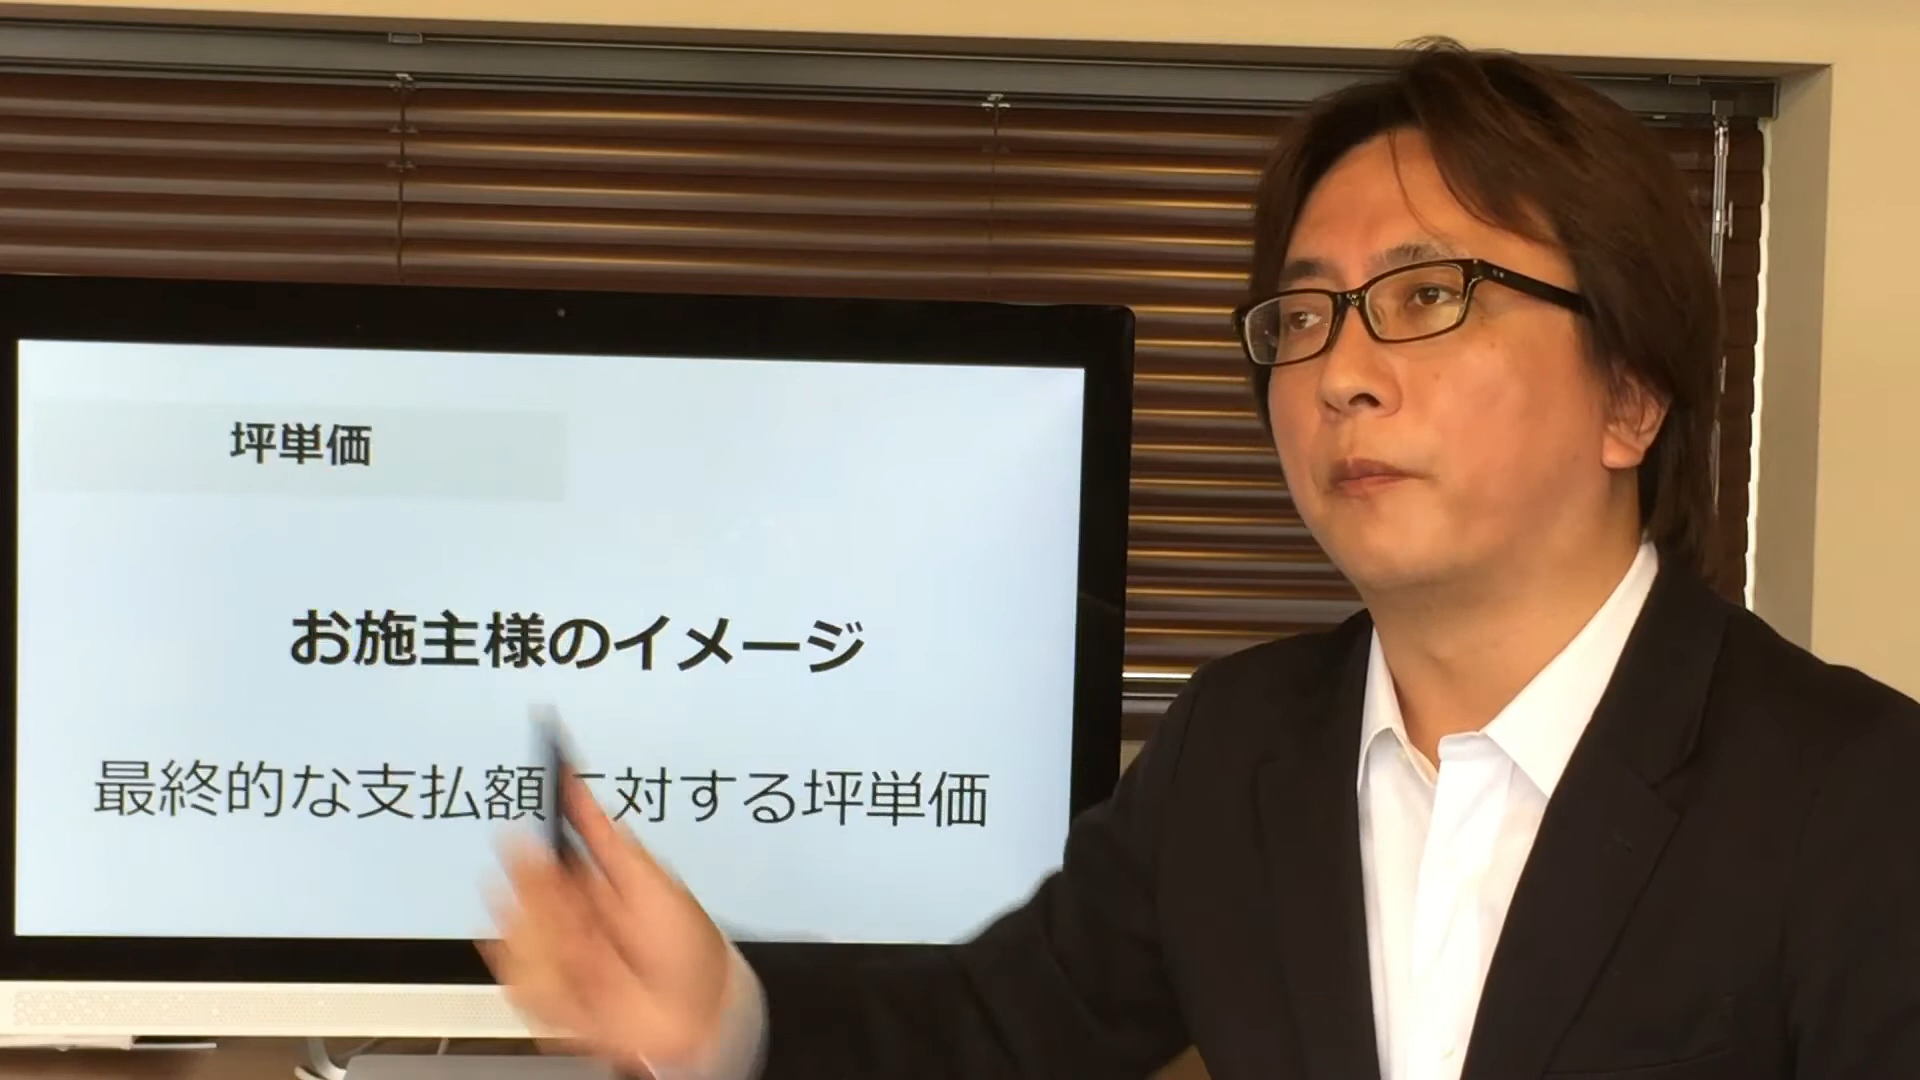 坪単価
お施主様のイメージ
最終的な支払額に対する坪単価